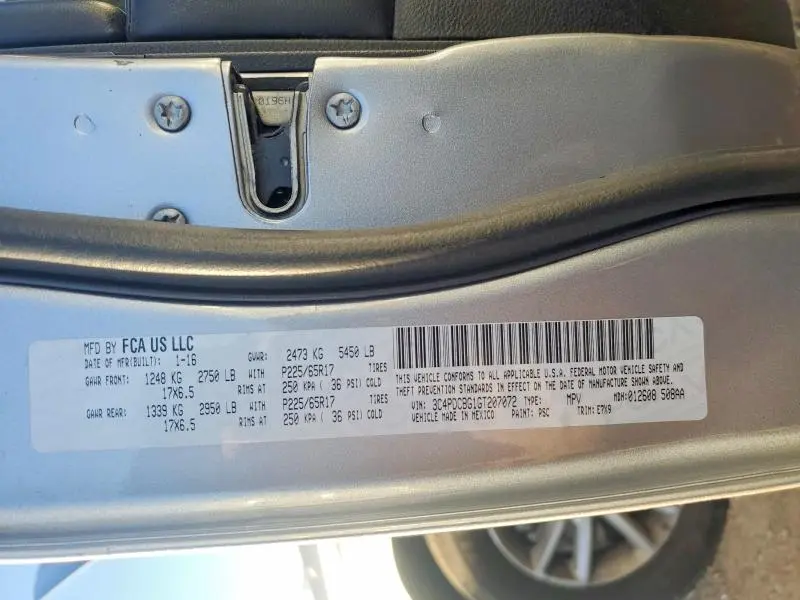 MFD BY FCA US LLC
DATE OF MFR(BUILT): 1-16 GVWR: 2473 KG 5450 LB
GAWR FRONT: 1248 KG 2750 LB WITH P225/65R17 TIRES
17X6.5 RIMS AT 250 KPA ( 36 PSI) COLD
GAWR REAR: 1339 KG 2950 LB WITH P225/65R17 TIRES
17X6.5 RIMS AT 250 KPA ( 36 PSI) COLD
THIS VEHICLE CONFORMS TO ALL APPLICABLE U.S.A. FEDERAL MOTOR VEHICLE SAFETY AND
THEFT PREVENTION STANDARDS IN EFFECT ON THE DATE OF MANUFACTURE SHOWN ABOVE.
VIN: 3C4PDCBG1GT207072 TYPE: MPV MDH:012608 508AA
VEHICLE MADE IN MEXICO PAINT: PSC TRIM: E7X9